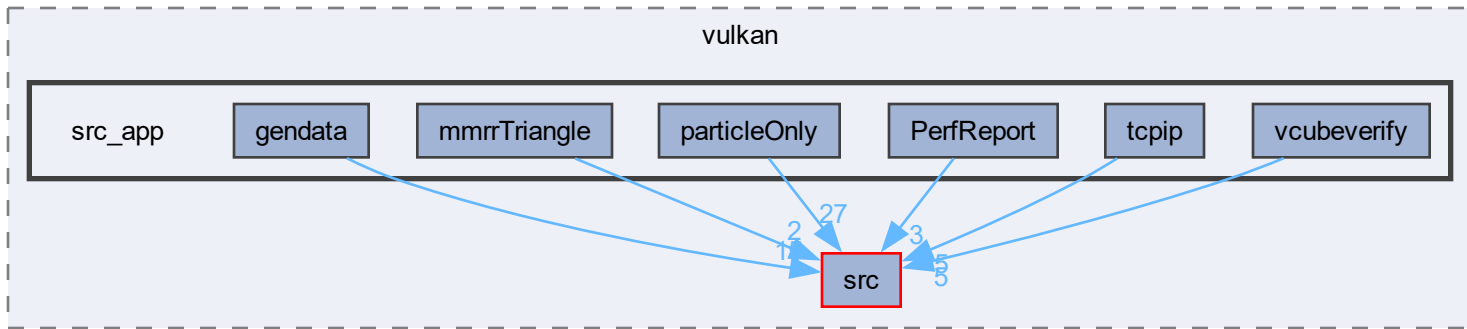 vulkan
src_app
gendata
mmrrTriangle
particleOnly
PerfReport
tcpip
vcubeverify
27
2
3
5
5
src